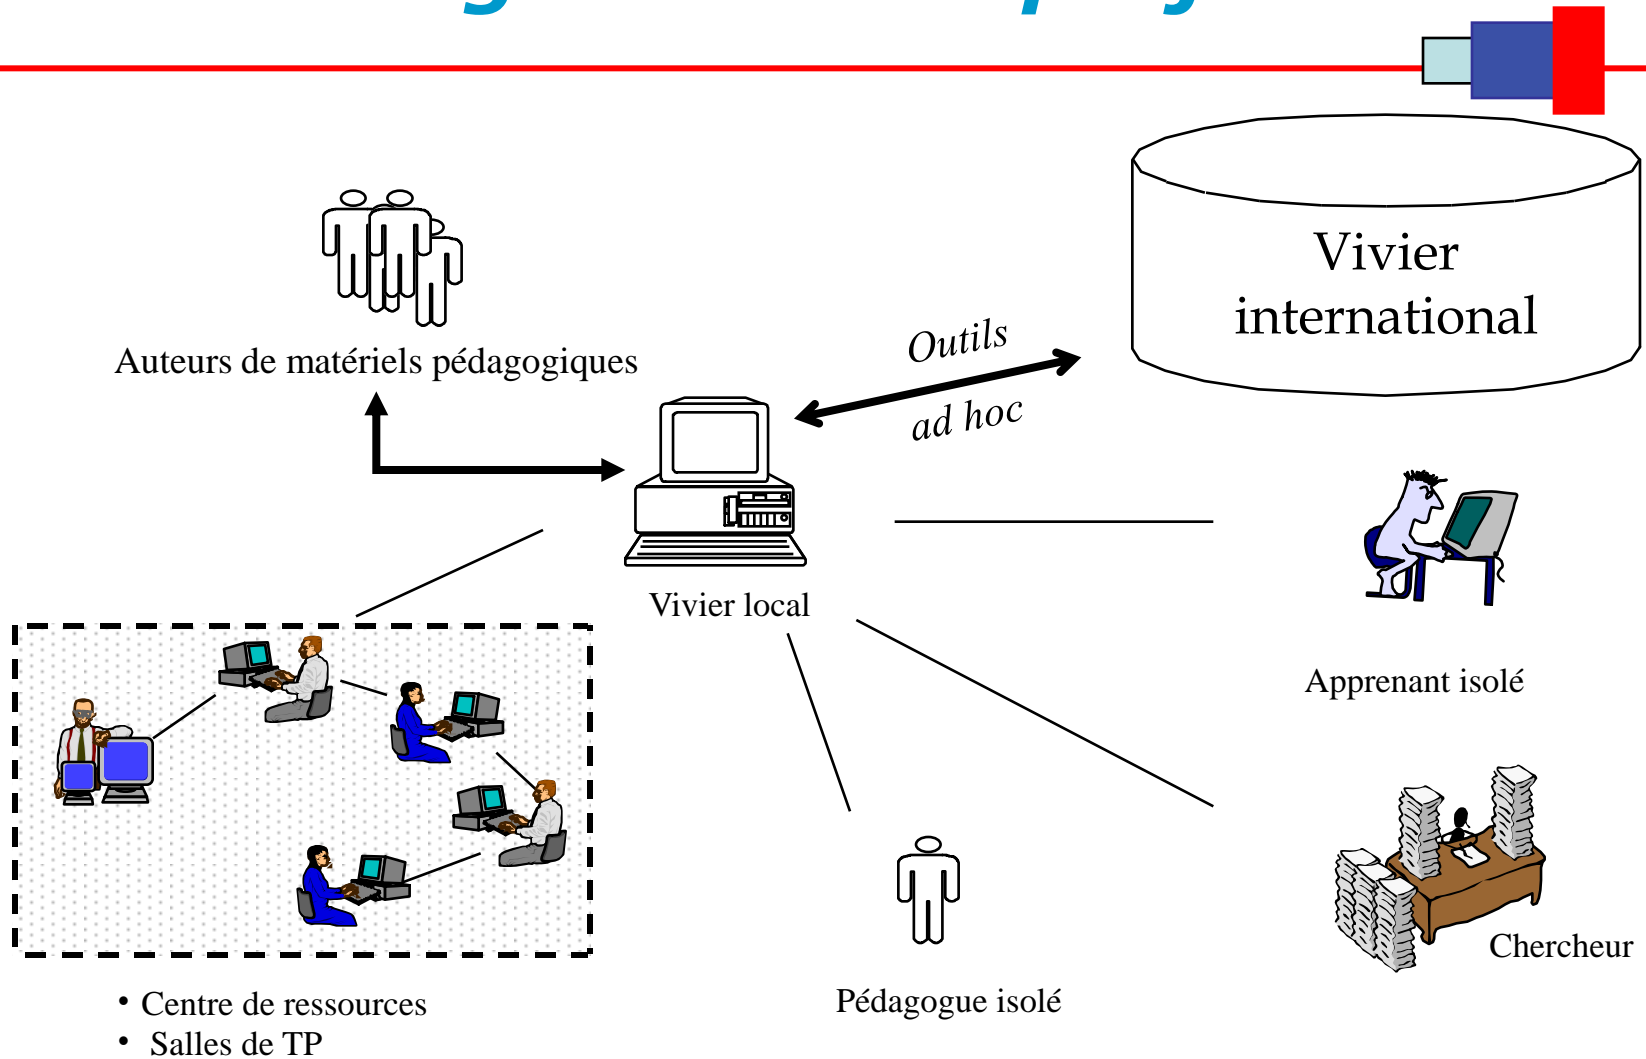 Vivier
international
Outils
ad hoc
Auteurs de matériels pédagogiques
Vivier local
Apprenant isolé
Chercheur
Pédagogue isolé
• Centre de ressources
• Salles de TP